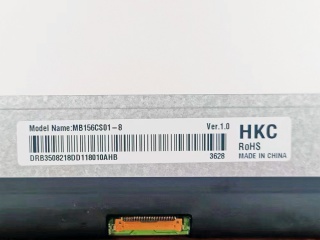 Model Name:MB156CS01-8 Ver.1.0
HKC
RoHS
DRB3508218DD118010AHB 3628 MADE IN CHINA